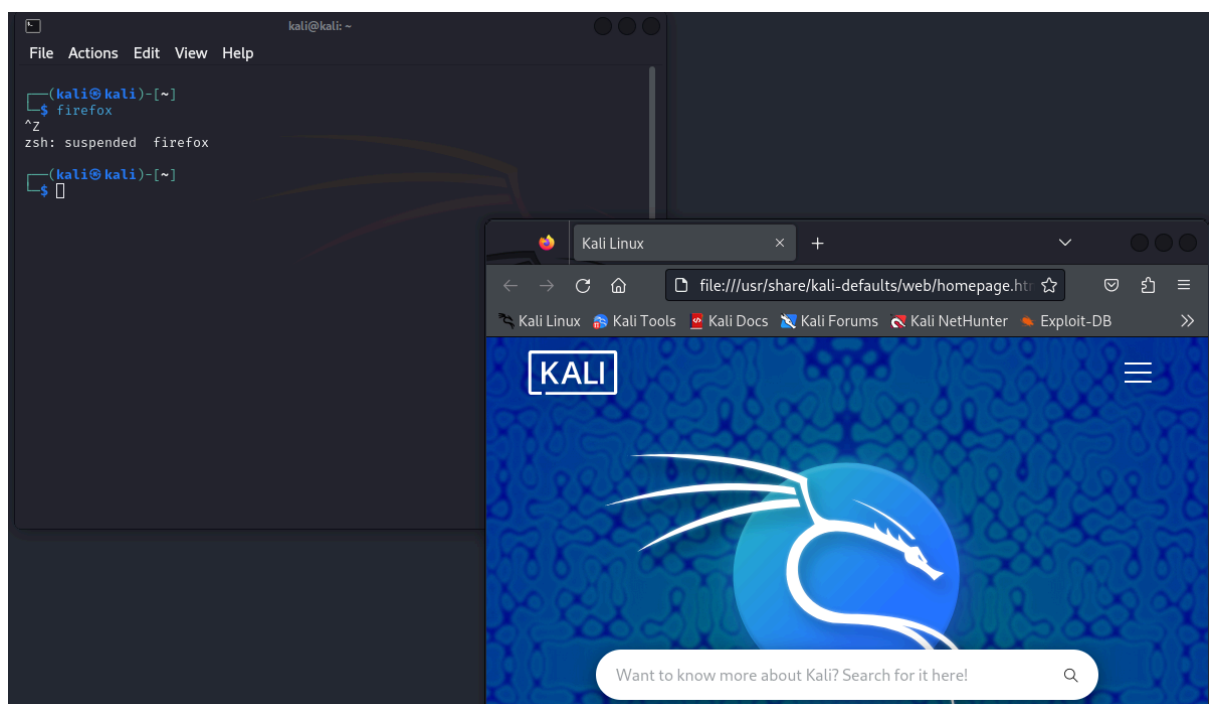 kali@kali: ~
File Actions Edit View Help
┌──(kali㉿kali)-[~]
└─$ firefox
^Z
zsh: suspended  firefox
┌──(kali㉿kali)-[~]
└─$
Kali Linux
file:///usr/share/kali-defaults/web/homepage.htm
Kali Linux Kali Tools Kali Docs Kali Forums Kali NetHunter Exploit-DB
KALI
Want to know more about Kali? Search for it here!